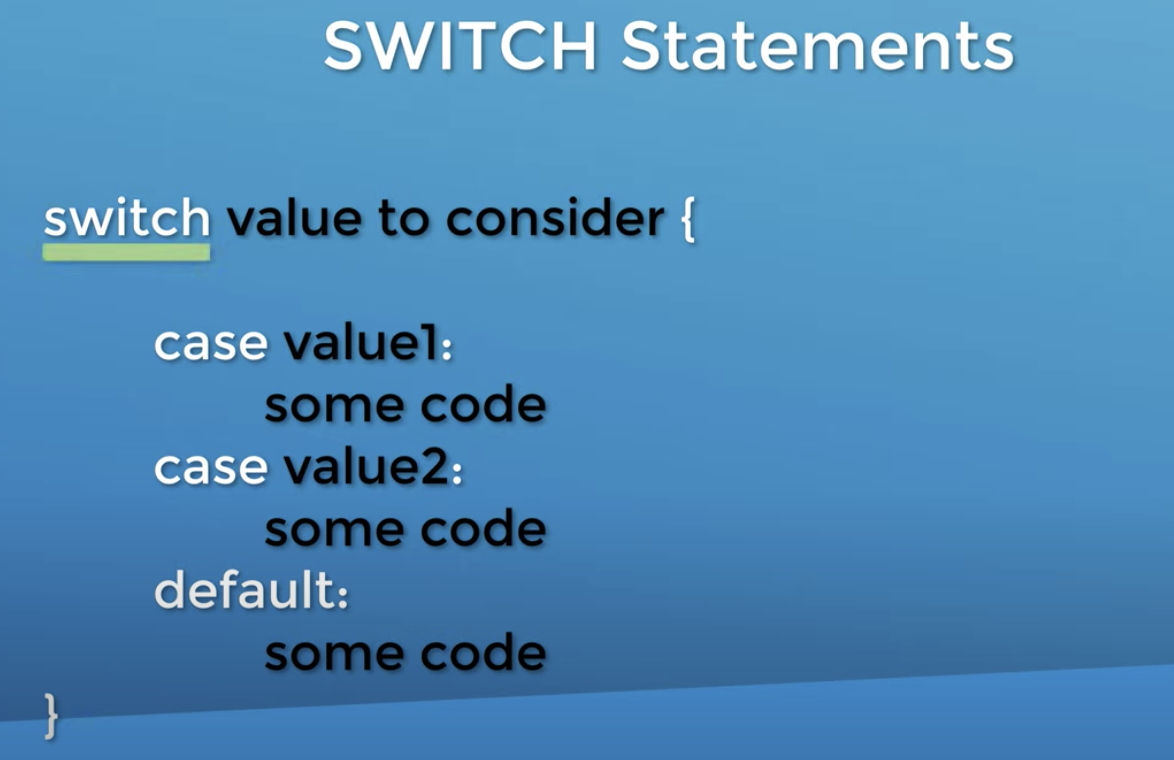 SWITCH Statements
switch value to consider {
case value1:
some code
case value2:
some code
default:
some code
}